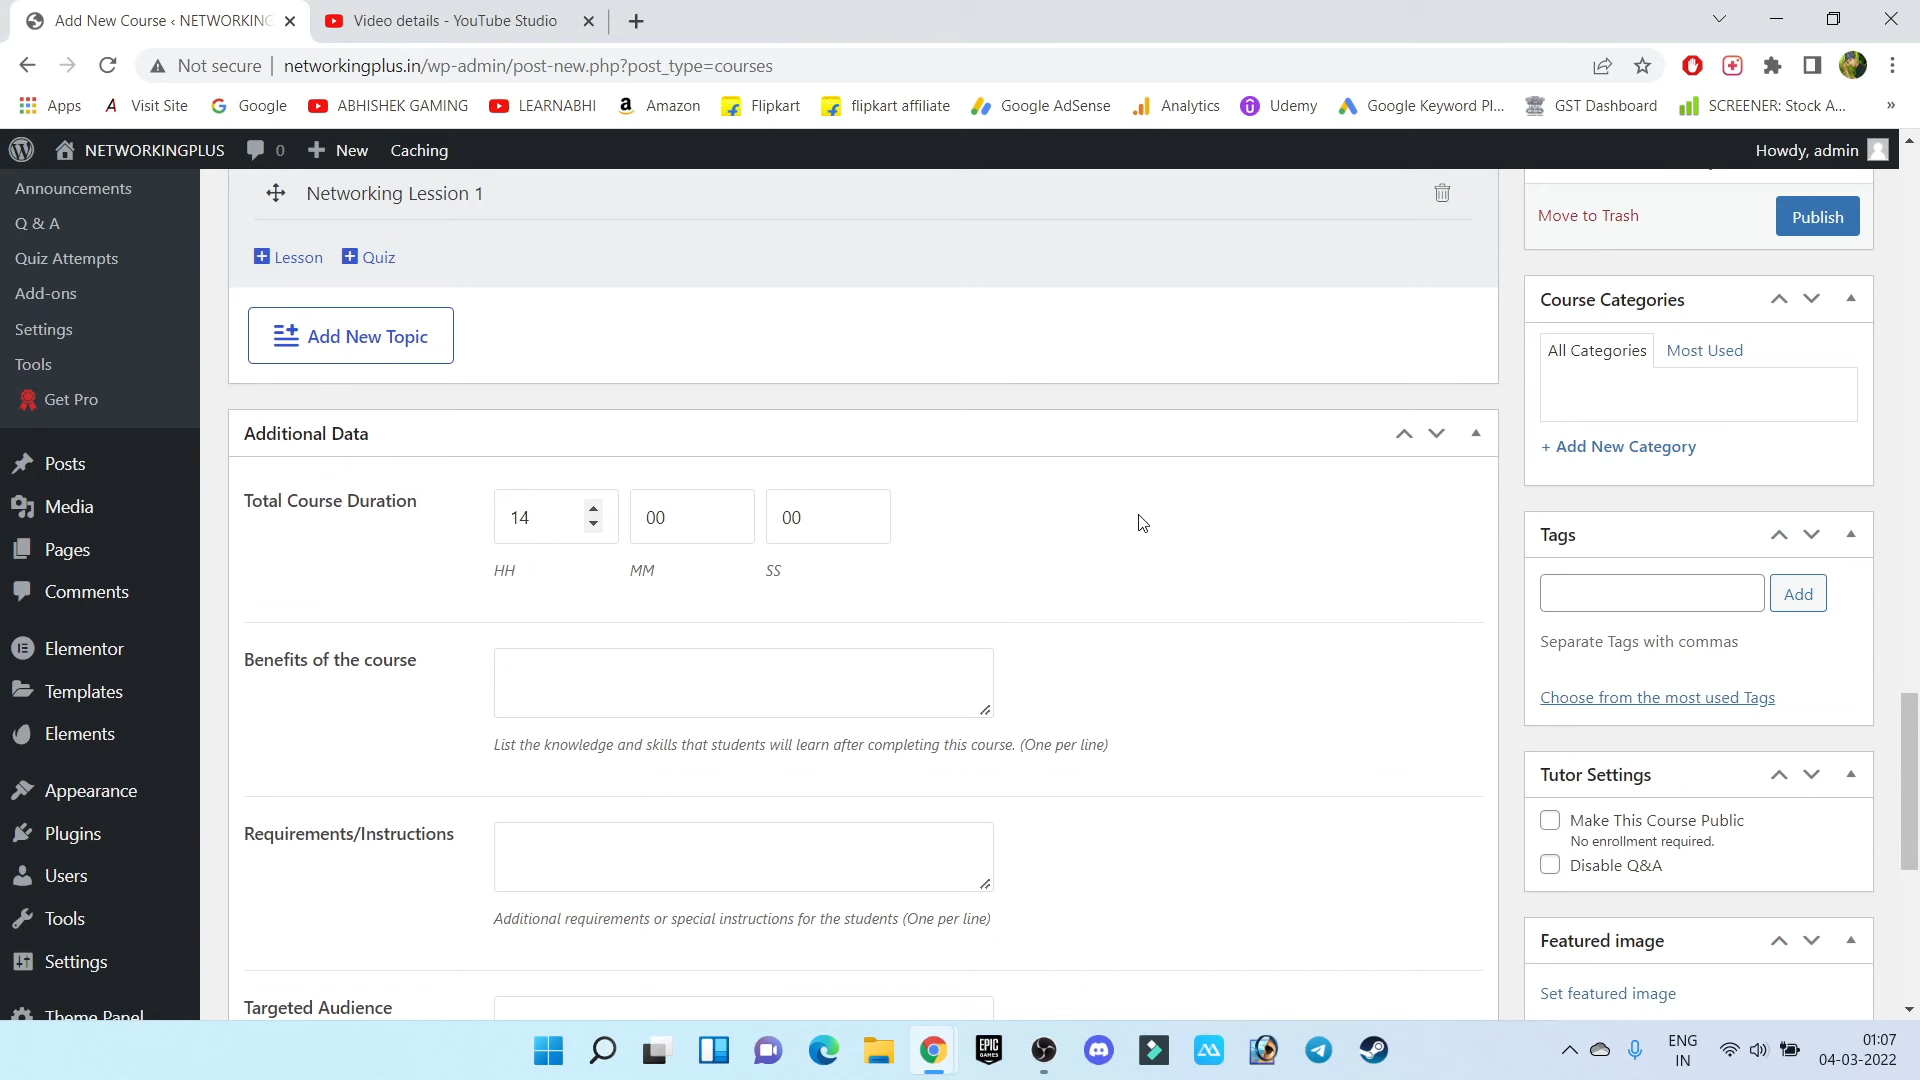 Add New Course ‹ NETWORKING
Video details - YouTube Studio
Not secure
networkingplus.in/wp-admin/post-new.php?post_type=courses
Apps
Visit Site
Google
ABHISHEK GAMING
LEARNABHI
Amazon
Flipkart
flipkart affiliate
Google AdSense
Analytics
Udemy
Google Keyword Pl...
GST Dashboard
SCREENER: Stock A...
»
NETWORKINGPLUS
0
New
Caching
Howdy, admin
Announcements
Q & A
Quiz Attempts
Add-ons
Settings
Tools
Get Pro
Posts
Media
Pages
Comments
Elementor
Templates
Elements
Appearance
Plugins
Users
Tools
Settings
Theme Panel
Networking Lession 1
Lesson
Quiz
Add New Topic
Additional Data
Total Course Duration
14
00
00
HH
MM
SS
Benefits of the course
List the knowledge and skills that students will learn after completing this course. (One per line)
Requirements/Instructions
Additional requirements or special instructions for the students (One per line)
Targeted Audience
Move to Trash
Publish
Course Categories
All Categories
Most Used
+ Add New Category
Tags
Add
Separate Tags with commas
Choose from the most used Tags
Tutor Settings
Make This Course Public
No enrollment required.
Disable Q&A
Featured image
Set featured image
EPIC
GAMES
ENG
IN
01:07
04-03-2022